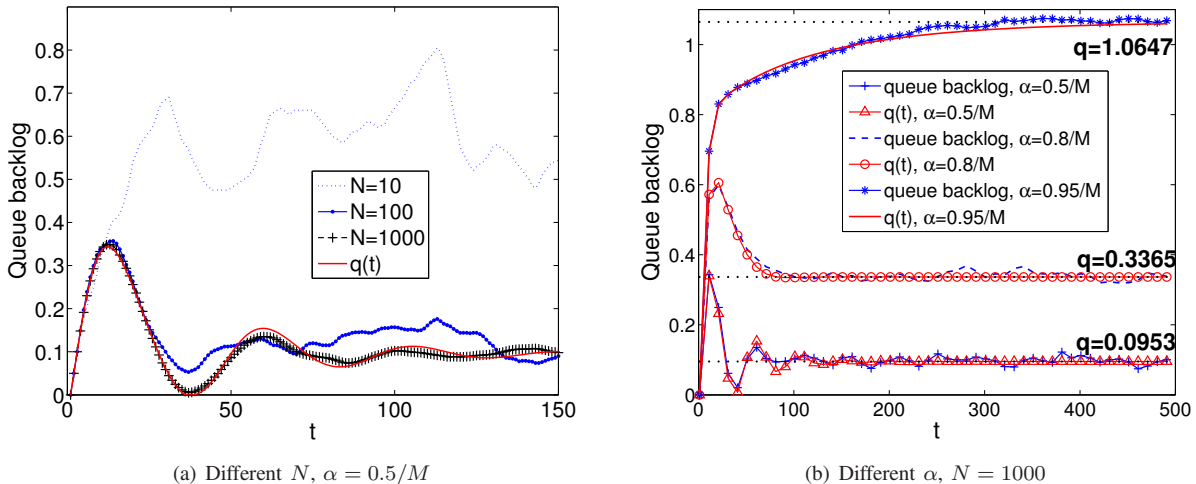 Queue backlog
0.8
0.7
0.6
0.5
0.4
0.3
0.2
0.1
0
0
50
100
150
t
N=10
N=100
N=1000
q(t)
(a) Different N, α = 0.5/M
Queue backlog
1
0.8
0.6
0.4
0.2
0
0
100
200
300
400
500
t
q=1.0647
queue backlog, α=0.5/M
q(t), α=0.5/M
queue backlog, α=0.8/M
q(t), α=0.8/M
queue backlog, α=0.95/M
q(t), α=0.95/M
q=0.3365
q=0.0953
(b) Different α, N = 1000